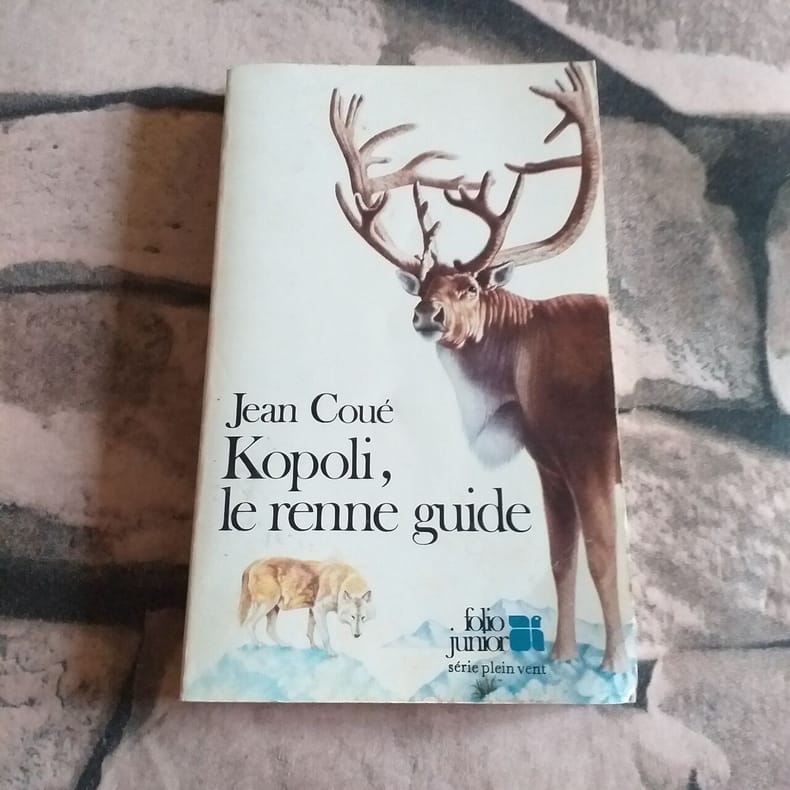 Jean Coué
Kopoli,
le renne guide
folio
junior
série plein vent